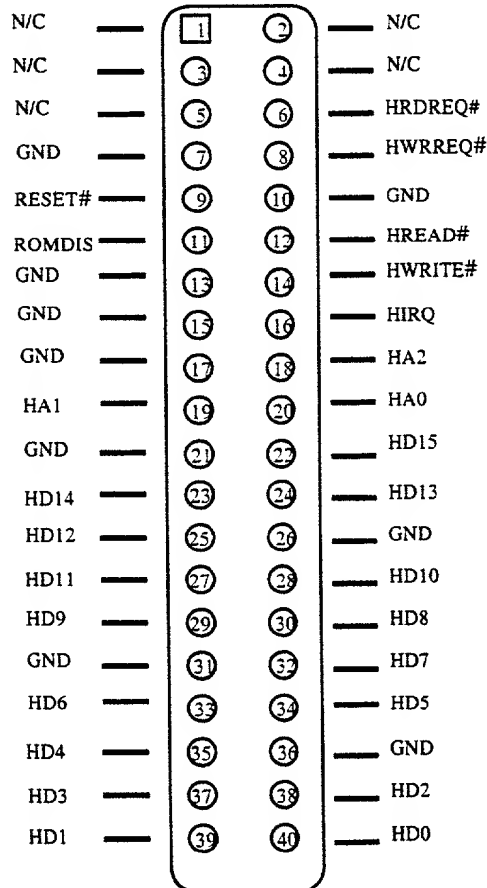 N/C 1 2 N/C
N/C 3 4 N/C
N/C 5 6 HRDREQ#
GND 7 8 HWRREQ#
RESET# 9 10 GND
ROMDIS 11 12 HREAD#
GND 13 14 HWRITE#
GND 15 16 HIRQ
GND 17 18 HA2
HA1 19 20 HA0
GND 21 22 HD15
HD14 23 24 HD13
HD12 25 26 GND
HD11 27 28 HD10
HD9 29 30 HD8
GND 31 32 HD7
HD6 33 34 HD5
HD4 35 36 GND
HD3 37 38 HD2
HD1 39 40 HD0